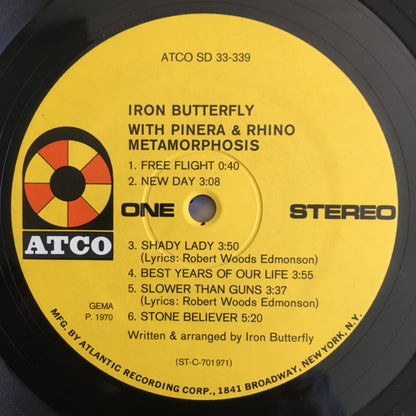 ATCO SD 33-339
IRON BUTTERFLY
WITH PINERA & RHINO
METAMORPHOSIS
1. FREE FLIGHT 0:40
2. NEW DAY 3:08
ONE
STEREO
ATCO
3. SHADY LADY 3:50
(Lyrics: Robert Woods Edmonson)
4. BEST YEARS OF OUR LIFE 3:55
5. SLOWER THAN GUNS 3:37
(Lyrics: Robert Woods Edmonson)
6. STONE BELIEVER 5:20
GEMA
P. 1970
Written & arranged by Iron Butterfly
(ST-C-701971)
MFG. BY ATLANTIC RECORDING CORP., 1841 BROADWAY, NEW YORK, N.Y.